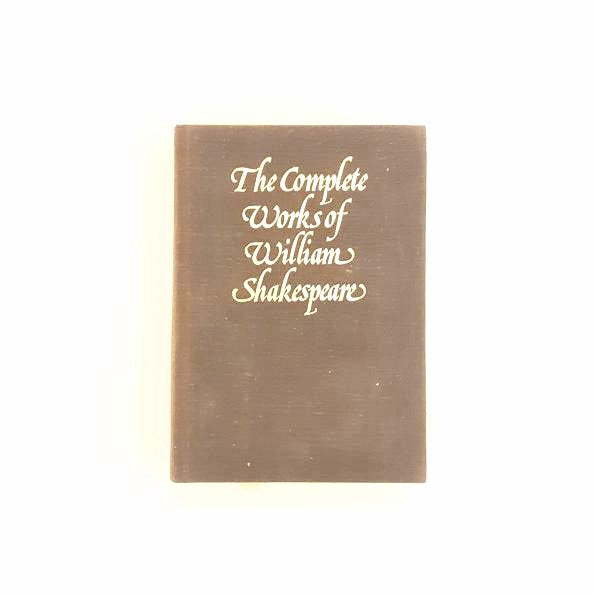 The Complete
Works of
William
Shakespeare